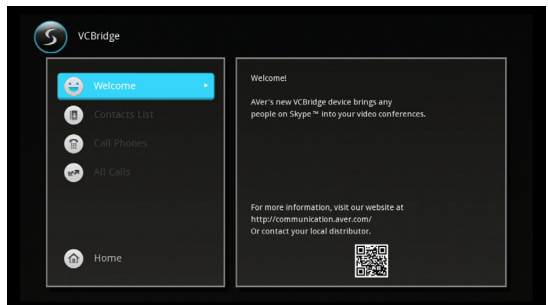 VCBridge
Welcome
Contacts List
Call Phones
All Calls
Home
Welcome!
AVer's new VCBridge device brings any
people on Skype™ into your video conferences.
For more information, visit our website at
http://communication.aver.com/
Or contact your local distributor.